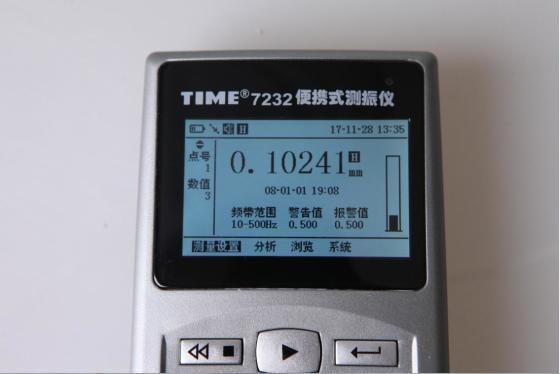 TIME®7232便携式测振仪
H 17-11-28 13:35
点号 1
0.10241 H mm
数值 3
08-01-01 19:08
频带范围 警告值 报警值
10-500Hz 0.500 0.500
测量设置 分析 浏览 系统